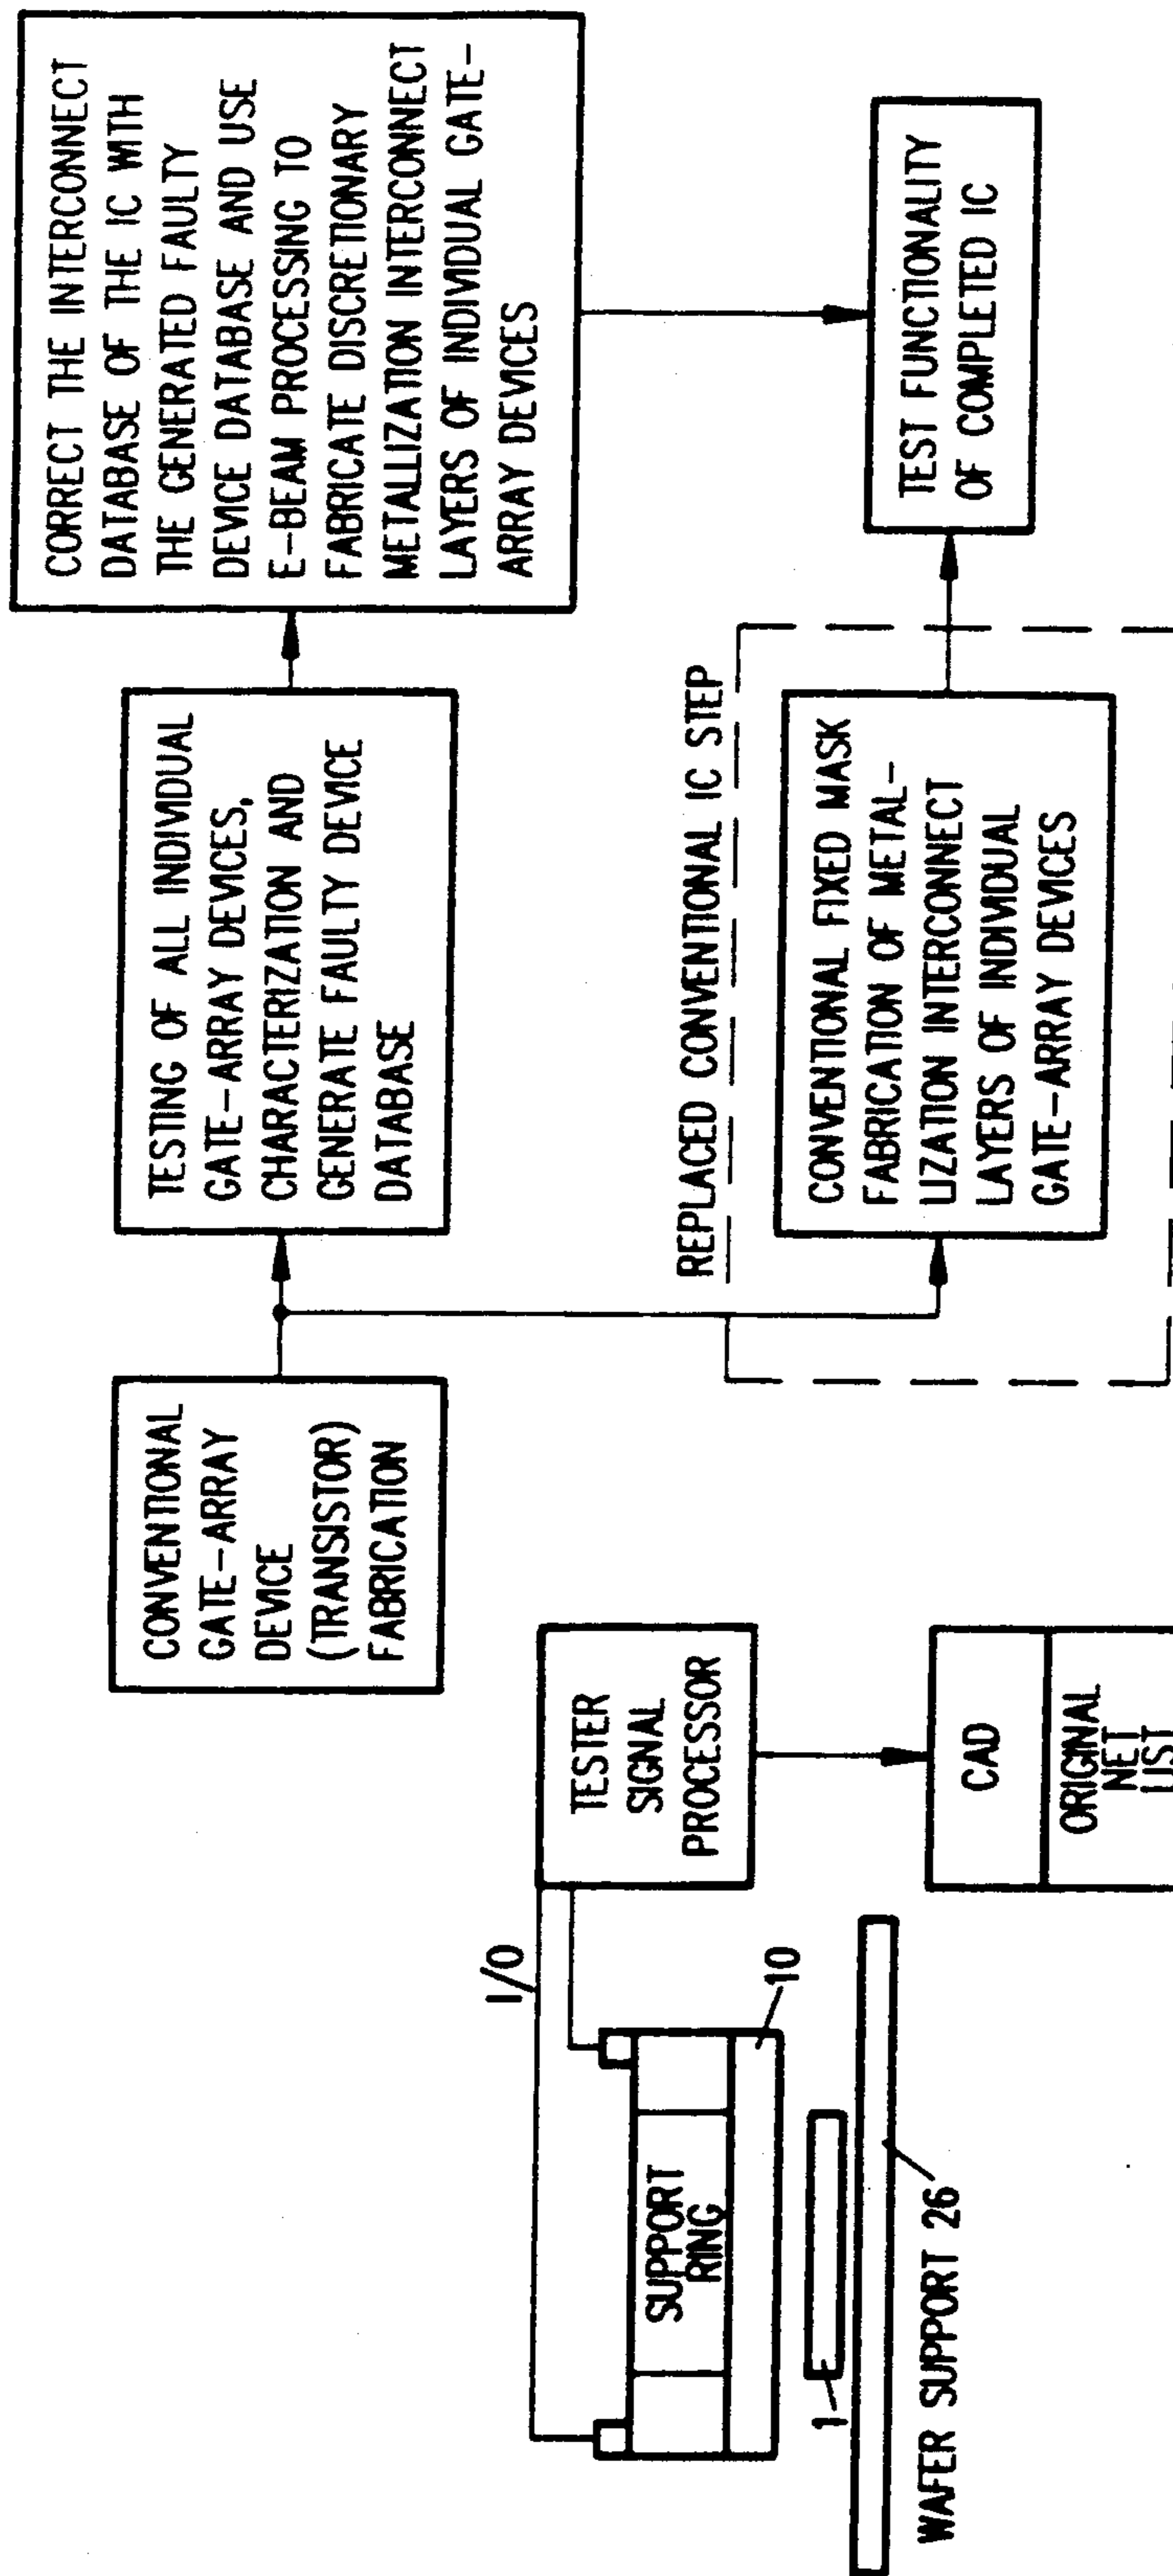 CONVENTIONAL
GATE-ARRAY
DEVICE
(TRANSISTOR)
FABRICATION
TESTING OF ALL INDIVIDUAL
GATE-ARRAY DEVICES,
CHARACTERIZATION AND
GENERATE FAULTY DEVICE
DATABASE
CORRECT THE INTERCONNECT
DATABASE OF THE IC WITH
THE GENERATED FAULTY
DEVICE DATABASE AND USE
E-BEAM PROCESSING TO
FABRICATE DISCRETIONARY
METALLIZATION INTERCONNECT
LAYERS OF INDIVIDUAL GATE-
ARRAY DEVICES
REPLACED CONVENTIONAL IC STEP
CONVENTIONAL FIXED MASK
FABRICATION OF METAL-
LIZATION INTERCONNECT
LAYERS OF INDIVIDUAL
GATE-ARRAY DEVICES
TEST FUNCTIONALITY
OF COMPLETED IC
I/O
TESTER
SIGNAL
PROCESSOR
SUPPORT
RING
10
1
WAFER SUPPORT 26
CAD
ORIGINAL
NET
LIST